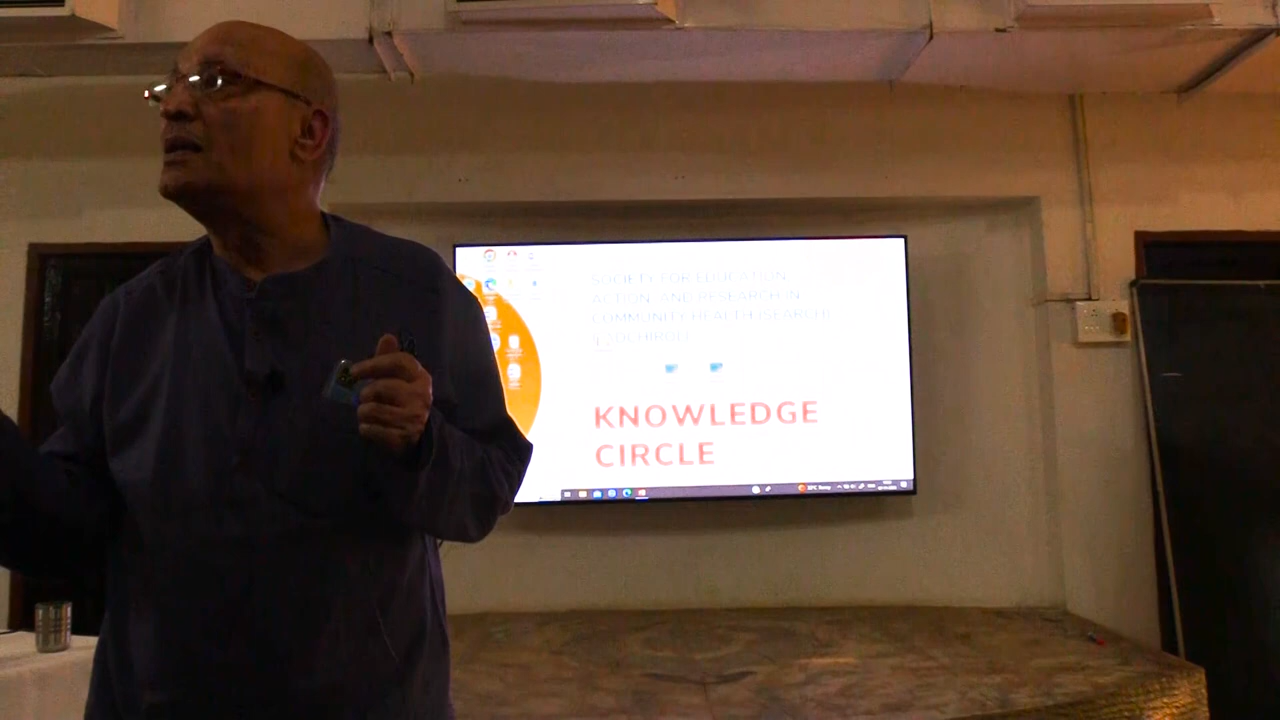 SOCIETY FOR EDUCATION
ACTION, AND RESEARCH IN
COMMUNITY HEALTH (SEARCH)
GADCHIROLI
KNOWLEDGE
CIRCLE